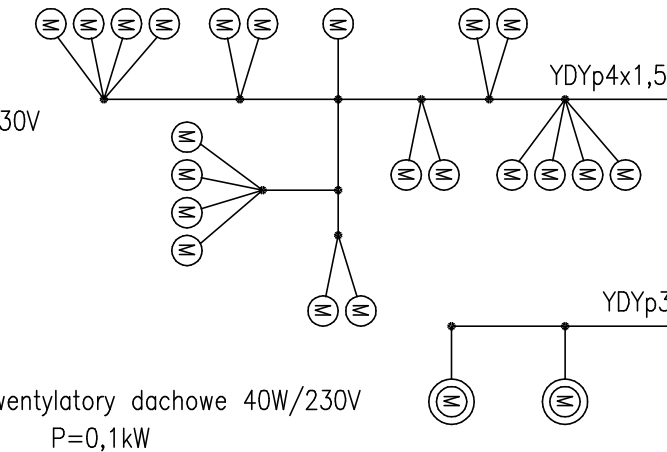 M M M M M M M M M
YDYp4x1,5
30V
M
M M M M M M M
M
M
M M
YDYp3
M M
wentylatory dachowe 40W/230V
P=0,1kW